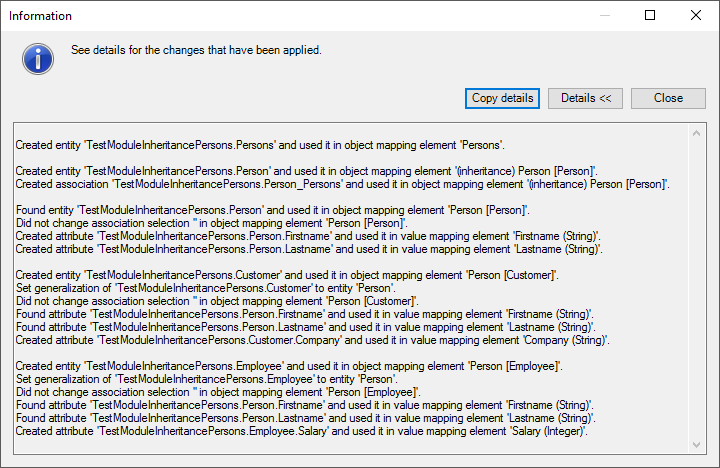 Information
See details for the changes that have been applied.
Copy details
Details <<
Close
Created entity 'TestModuleInheritancePersons.Persons' and used it in object mapping element 'Persons'.
Created entity 'TestModuleInheritancePersons.Person' and used it in object mapping element '(inheritance) Person [Person]'.
Created association 'TestModuleInheritancePersons.Person_Persons' and used it in object mapping element '(inheritance) Person [Person]'.
Found entity 'TestModuleInheritancePersons.Person' and used it in object mapping element 'Person [Person]'.
Did not change association selection '' in object mapping element 'Person [Person]'.
Created attribute 'TestModuleInheritancePersons.Person.Firstname' and used it in value mapping element 'Firstname (String)'.
Created attribute 'TestModuleInheritancePersons.Person.Lastname' and used it in value mapping element 'Lastname (String)'.
Created entity 'TestModuleInheritancePersons.Customer' and used it in object mapping element 'Person [Customer]'.
Set generalization of 'TestModuleInheritancePersons.Customer' to entity 'Person'.
Did not change association selection '' in object mapping element 'Person [Customer]'.
Found attribute 'TestModuleInheritancePersons.Person.Firstname' and used it in value mapping element 'Firstname (String)'.
Found attribute 'TestModuleInheritancePersons.Person.Lastname' and used it in value mapping element 'Lastname (String)'.
Created attribute 'TestModuleInheritancePersons.Customer.Company' and used it in value mapping element 'Company (String)'.
Created entity 'TestModuleInheritancePersons.Employee' and used it in object mapping element 'Person [Employee]'.
Set generalization of 'TestModuleInheritancePersons.Employee' to entity 'Person'.
Did not change association selection '' in object mapping element 'Person [Employee]'.
Found attribute 'TestModuleInheritancePersons.Person.Firstname' and used it in value mapping element 'Firstname (String)'.
Found attribute 'TestModuleInheritancePersons.Person.Lastname' and used it in value mapping element 'Lastname (String)'.
Created attribute 'TestModuleInheritancePersons.Employee.Salary' and used it in value mapping element 'Salary (Integer)'.